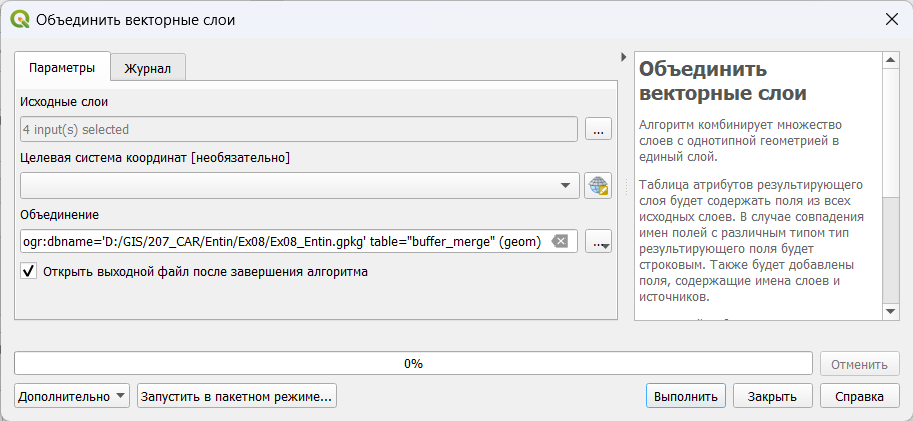 Объединить векторные слои
Параметры
Журнал
Исходные слои
4 input(s) selected
...
Целевая система координат [необязательно]
Объединение
ogr:dbname='D:/GIS/207_CAR/Entin/Ex08/Ex08_Entin.gpkg' table="buffer_merge" (geom)
...
Открыть выходной файл после завершения алгоритма
Объединить
векторные слои
Алгоритм комбинирует множество
слоев с однотипной геометрией в
единый слой.
Таблица атрибутов результирующего
слоя будет содержать поля из всех
исходных слоев. В случае совпадения
имен полей с различным типом тип
результирующего поля будет
строковым. Также будет добавлены
поля, содержащие имена слоев и
источников.
0%
Отменить
Дополнительно
Запустить в пакетном режиме...
Выполнить
Закрыть
Справка